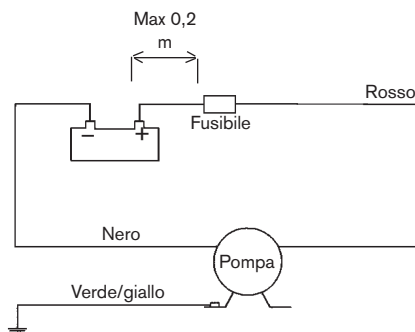 Max 0,2
m
Rosso
Fusibile
Nero
Pompa
Verde/giallo